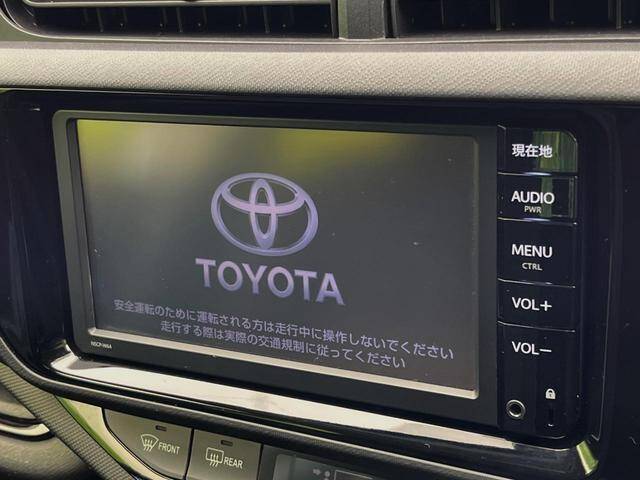 現在地
AUDIO
PWR
MENU
CTRL
VOL+
VOL−
TOYOTA
安全運転のために運転される方は走行中に操作しないでください
走行する際は実際の交通規制に従ってください
NSCP-W64
FRONT
REAR